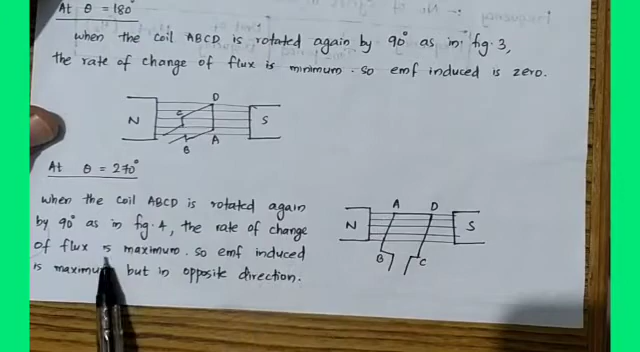 At θ = 180°
when the coil ABCD is rotated again by 90° as in fig. 3,
the rate of change of flux is minimum. so emf induced is zero.
D
N
C
S
B
A
At θ = 270°
when the coil ABCD is rotated again
by 90° as in fig. 4, the rate of change
of flux is maximum. so emf induced
is maximum but in opposite direction.
A
D
N
S
B
C